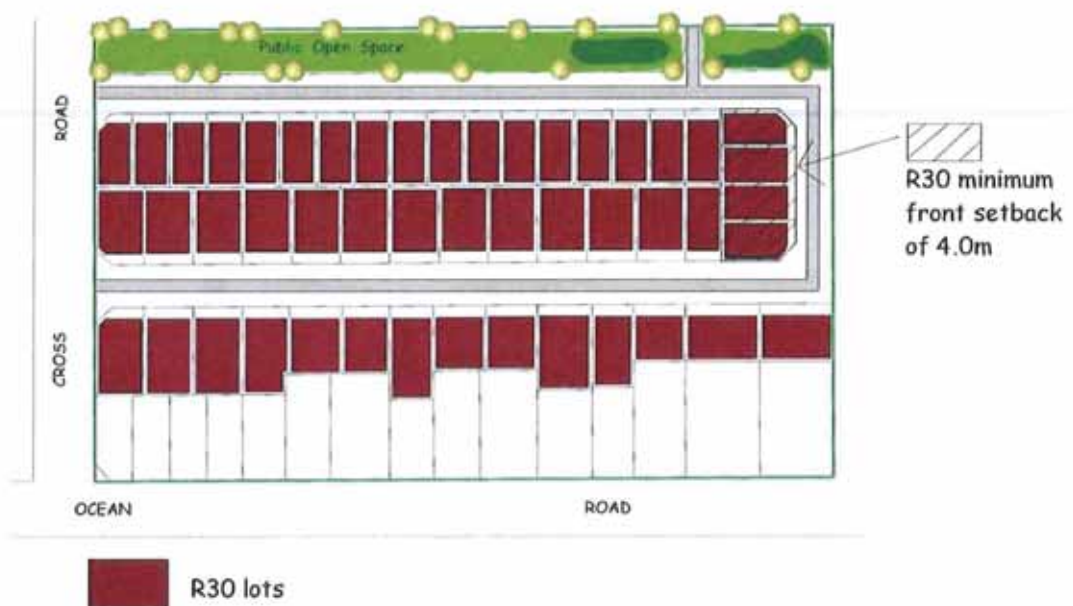 Public Open Space
ROAD
CROSS
R30 minimum
front setback
of 4.0m
OCEAN ROAD
R30 lots